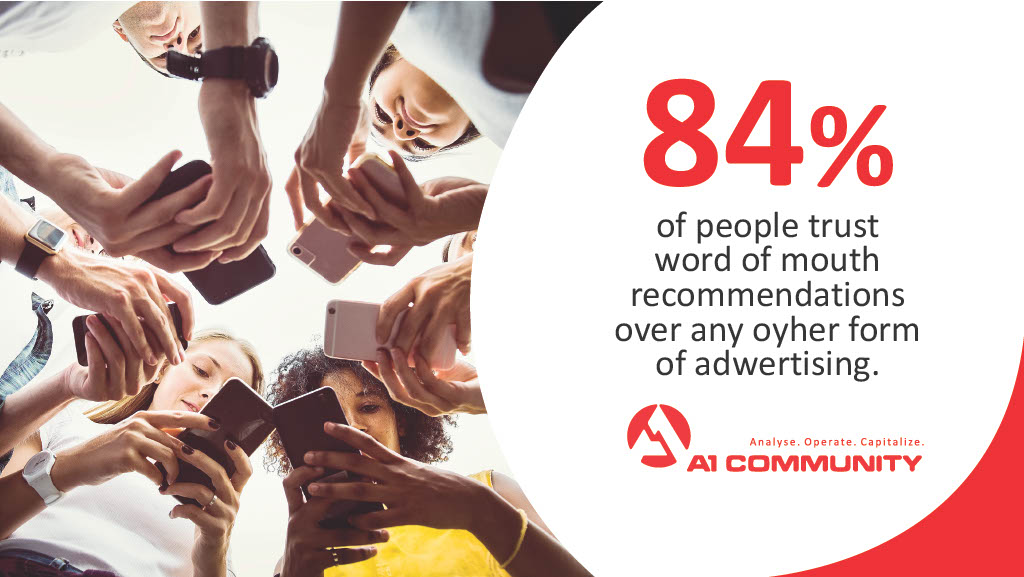 84%
of people trust
word of mouth
recommendations
over any oyher form
of adwertising.
Analyse. Operate. Capitalize.
A1 COMMUNITY